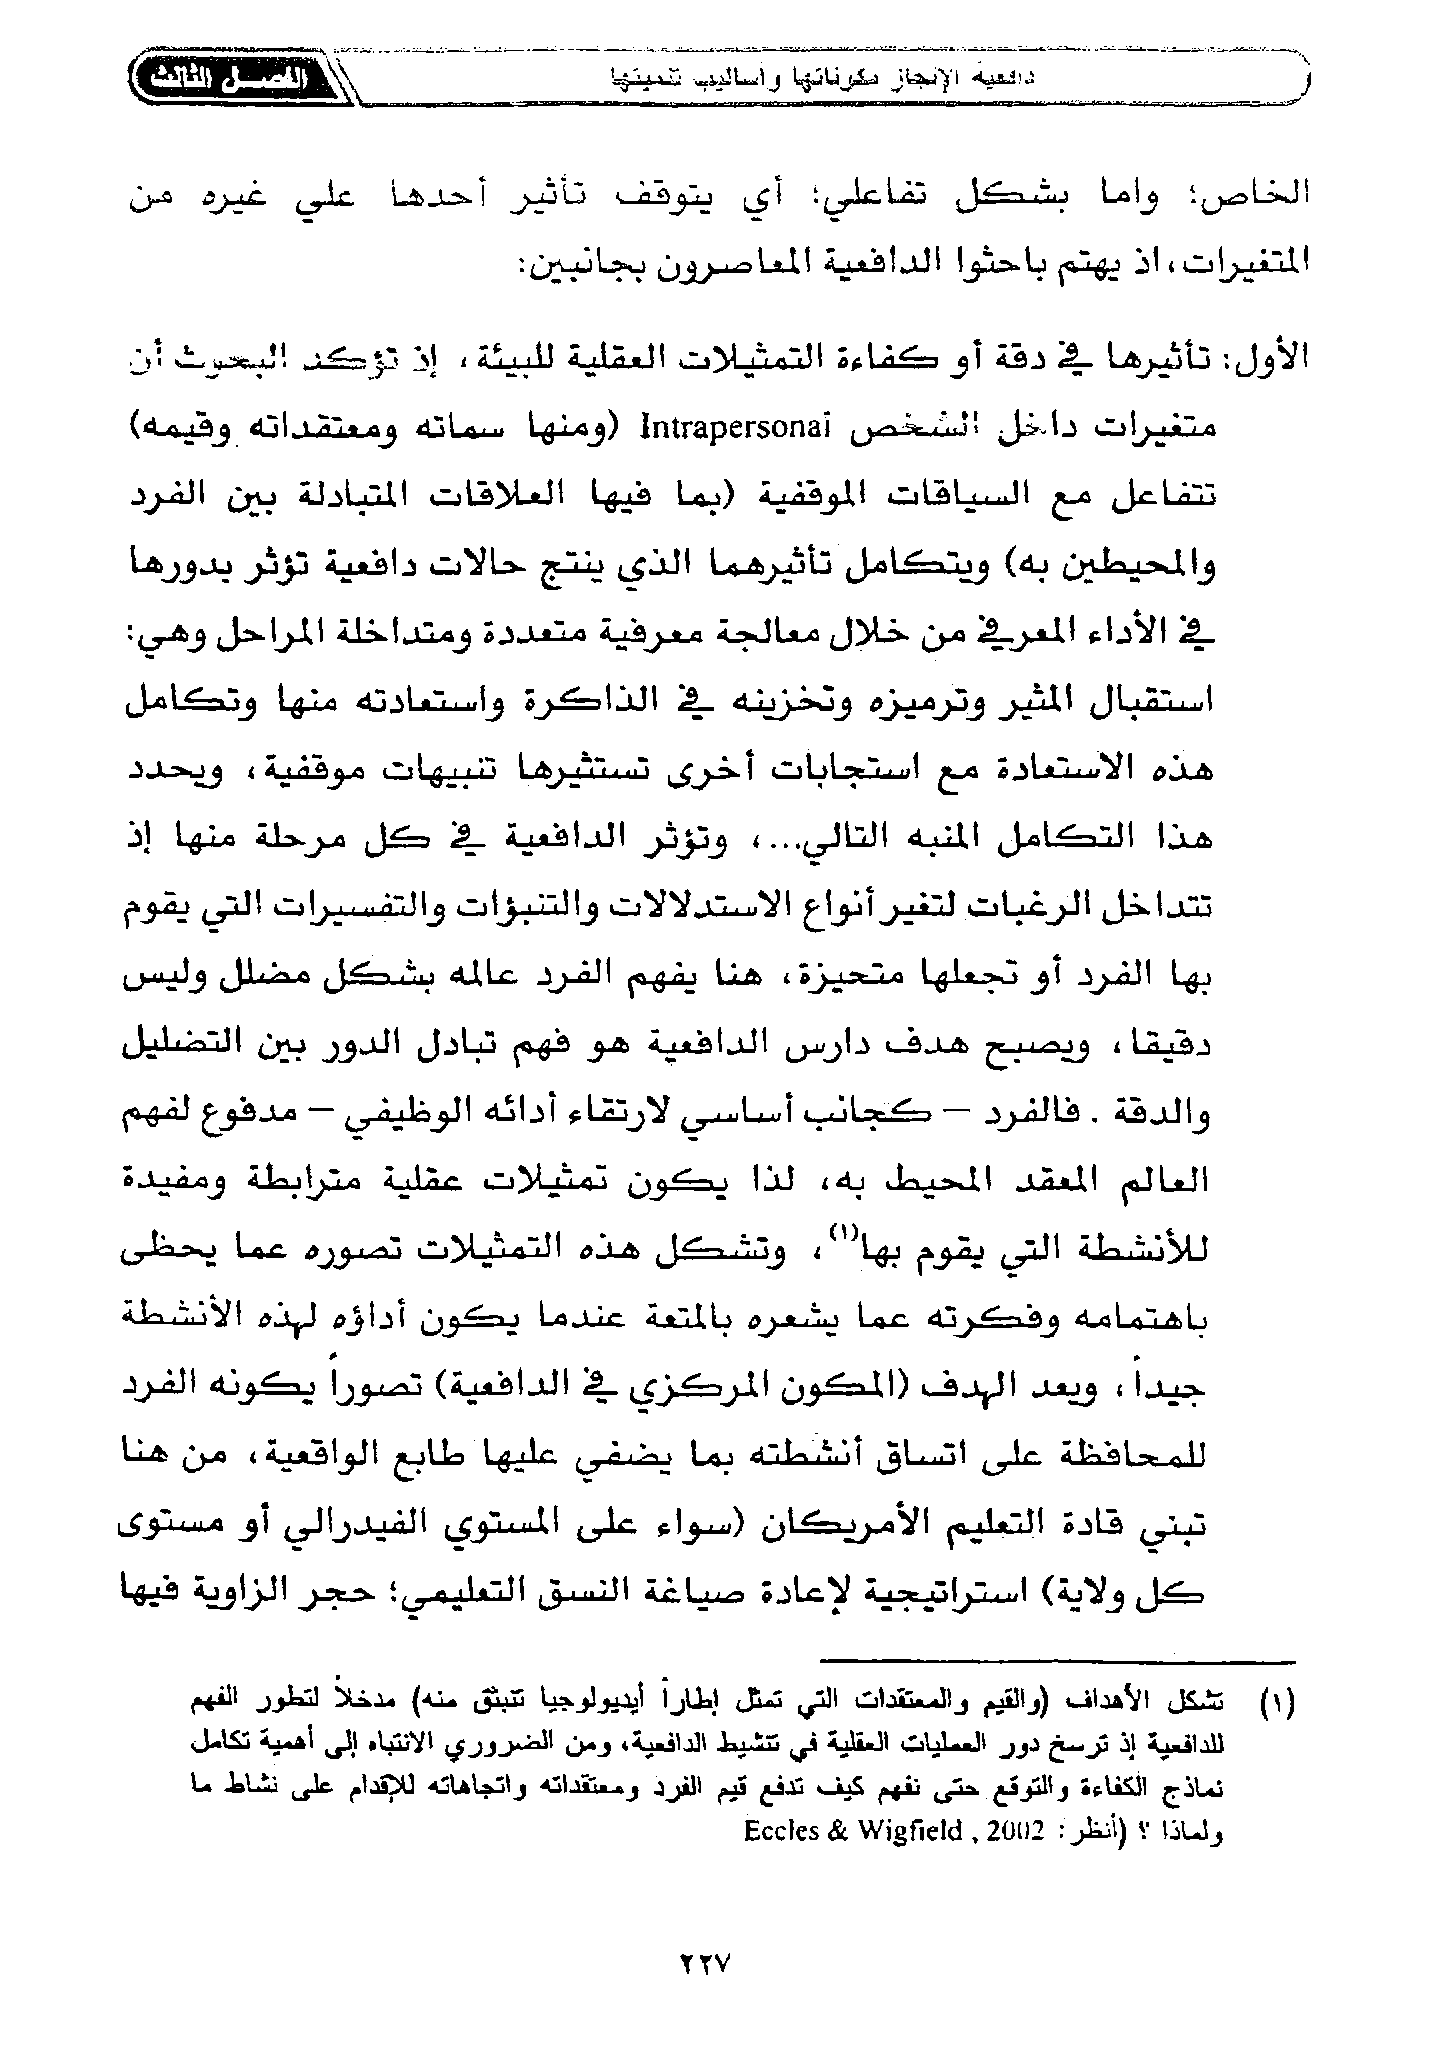 دافعية الإنجاز مكوناتها وأساليب تنميتها
الفصل الثالث
الخاص؛ واما بشكل تفاعلي؛ أي يتوقف تأثير أحدها علي غيره من
المتغيرات، اذ يهتم باحثوا الدافعية المعاصرون بجانبين:
الأول: تأثيرها في دقة أو كفاءة التمثيلات العقلية للبيئة، إذ تؤكد البحوث أن
متغيرات داخل الشخص Intrapersonal (ومنها سماته ومعتقداته وقيمه)
تتفاعل مع السياقات الموقفية (بما فيها العلاقات المتبادلة بين الفرد
والمحيطين به) ويتكامل تأثيرهما الذي ينتج حالات دافعية تؤثر بدورها
في الأداء المعرفي من خلال معالجة معرفية متعددة ومتداخلة المراحل وهي:
استقبال المثير وترميزه وتخزينه في الذاكرة واستعادته منها وتكامل
هذه الاستعادة مع استجابات أخرى تستثيرها تنبيهات موقفية، ويحدد
هذا التكامل المنبه التالي...، وتؤثر الدافعية في كل مرحلة منها إذ
تتداخل الرغبات لتغير أنواع الاستدلالات والتنبؤات والتفسيرات التي يقوم
بها الفرد أو تجعلها متحيزة، هنا يفهم الفرد عالمه بشكل مضلل وليس
دقيقا، ويصبح هدف دارس الدافعية هو فهم تبادل الدور بين التضليل
والدقة . فالفرد – كجانب أساسي لارتقاء أدائه الوظيفي – مدفوع لفهم
العالم المعقد المحيط به، لذا يكون تمثيلات عقلية مترابطة ومفيدة
للأنشطة التي يقوم بها(١)، وتشكل هذه التمثيلات تصوره عما يحظى
باهتمامه وفكرته عما يشعره بالمتعة عندما يكون أداؤه لهذه الأنشطة
جيداً، ويعد الهدف (المكون المركزي في الدافعية) تصوراً يكونه الفرد
للمحافظة على اتساق أنشطته بما يضفي عليها طابع الواقعية، من هنا
تبني قادة التعليم الأمريكان (سواء على المستوي الفيدرالي أو مستوى
كل ولاية) استراتيجية لإعادة صياغة النسق التعليمي؛ حجر الزاوية فيها
(١) تشكل الأهداف (والقيم والمعتقدات التي تمثل إطاراً أيديولوجيا تنبثق منه) مدخلاً لتطور الفهم
للدافعية إذ ترسخ دور العمليات العقلية في تنشيط الدافعية، ومن الضروري الانتباه إلى أهمية تكامل
نماذج الكفاءة والتوقع حتى نفهم كيف تدفع قيم الفرد ومعتقداته واتجاهاته للإقدام على نشاط ما
ولماذا ؟ (أنظر : Eccles & Wigfield , 2002
٢٢٧